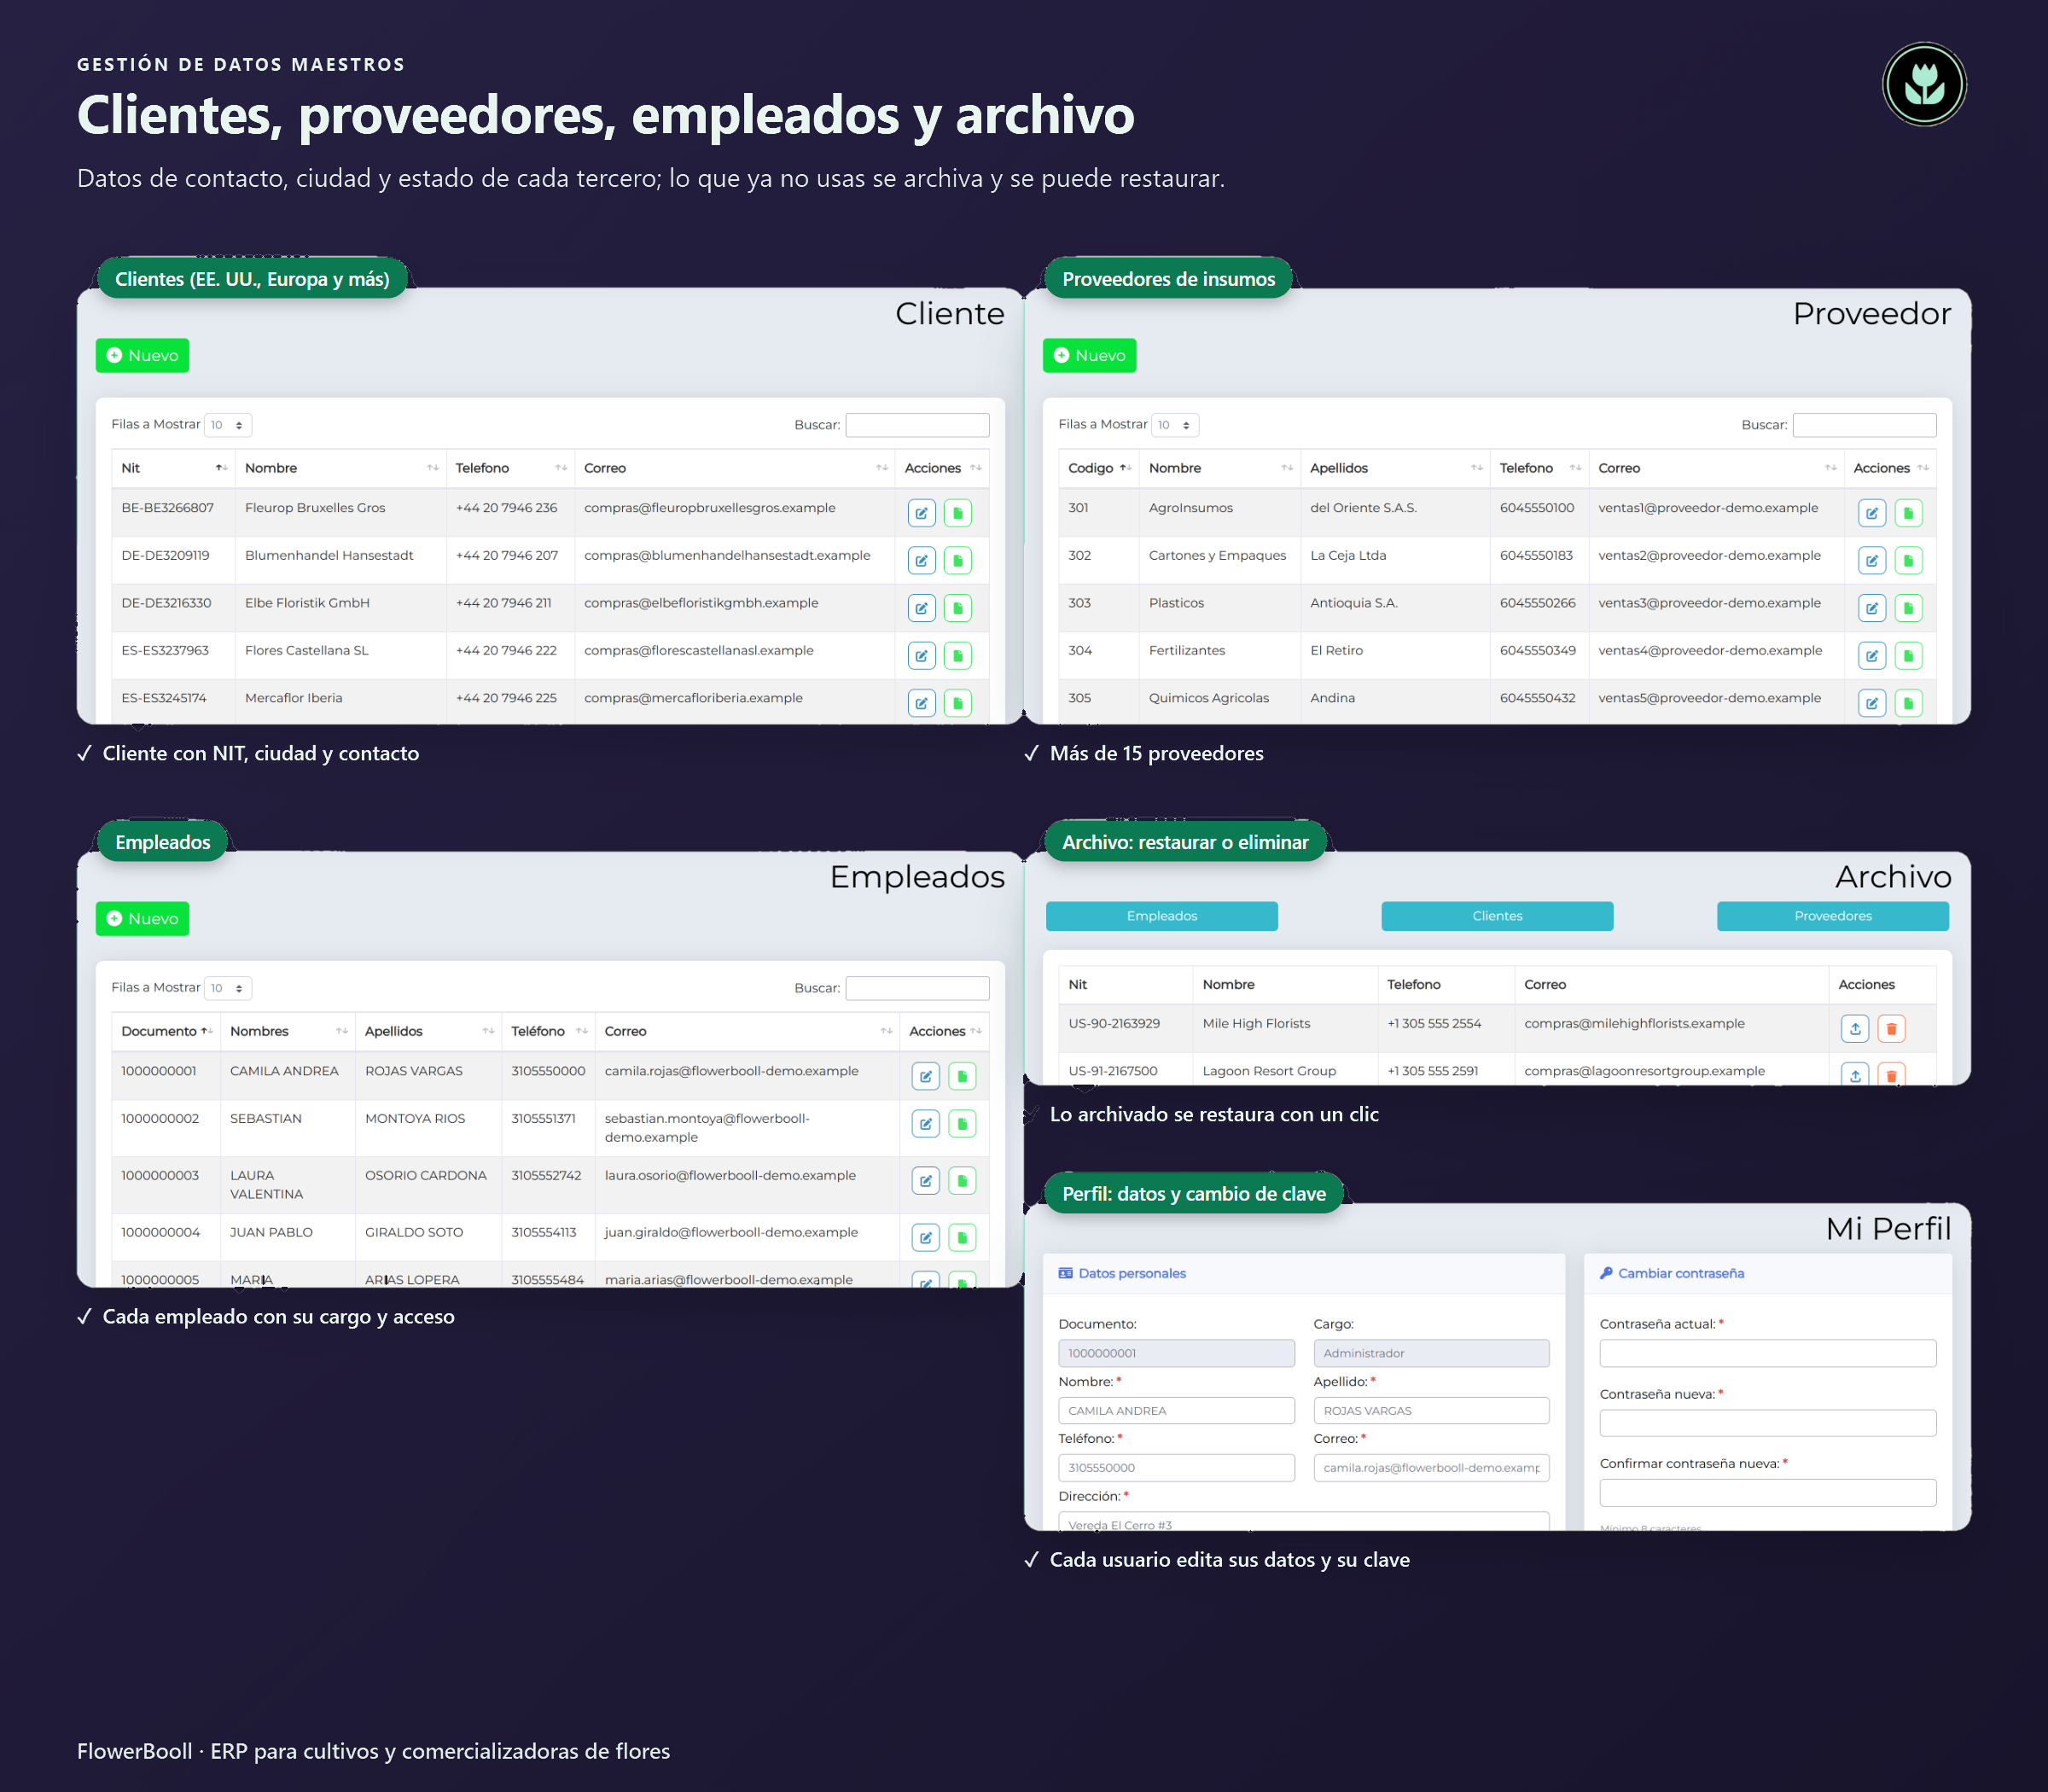 GESTIÓN DE DATOS MAESTROS
Clientes, proveedores, empleados y archivo
Datos de contacto, ciudad y estado de cada tercero; lo que ya no usas se archiva y se puede restaurar.
Clientes (EE. UU., Europa y más)
Cliente
Nuevo
Filas a Mostrar 10 Buscar:
Nit Nombre Telefono Correo Acciones
BE-BE3266807 Fleurop Bruxelles Gros +44 20 7946 236 compras@fleuropbruxellesgros.example
DE-DE3209119 Blumenhandel Hansestadt +44 20 7946 207 compras@blumenhandelhansestadt.example
DE-DE3216330 Elbe Floristik GmbH +44 20 7946 211 compras@elbefloristikgmbh.example
ES-ES3237963 Flores Castellana SL +44 20 7946 222 compras@florescastellanasl.example
ES-ES3245174 Mercaflor Iberia +44 20 7946 225 compras@mercafloriberia.example
✓ Cliente con NIT, ciudad y contacto
Proveedores de insumos
Proveedor
Nuevo
Filas a Mostrar 10 Buscar:
Codigo Nombre Apellidos Telefono Correo Acciones
301 AgroInsumos del Oriente S.A.S. 6045550100 ventas1@proveedor-demo.example
302 Cartones y Empaques La Ceja Ltda 6045550183 ventas2@proveedor-demo.example
303 Plasticos Antioquia S.A. 6045550266 ventas3@proveedor-demo.example
304 Fertilizantes El Retiro 6045550349 ventas4@proveedor-demo.example
305 Quimicos Agricolas Andina 6045550432 ventas5@proveedor-demo.example
✓ Más de 15 proveedores
Empleados
Empleados
Nuevo
Filas a Mostrar 10 Buscar:
Documento Nombres Apellidos Teléfono Correo Acciones
1000000001 CAMILA ANDREA ROJAS VARGAS 3105550000 camila.rojas@flowerbooll-demo.example
1000000002 SEBASTIAN MONTOYA RIOS 3105551371 sebastian.montoya@flowerbooll-
demo.example
1000000003 LAURA OSORIO CARDONA 3105552742 laura.osorio@flowerbooll-demo.example
VALENTINA
1000000004 JUAN PABLO GIRALDO SOTO 3105554113 juan.giraldo@flowerbooll-demo.example
1000000005 MARIA ARIAS LOPERA 3105555484 maria.arias@flowerbooll-demo.example
✓ Cada empleado con su cargo y acceso
Archivo: restaurar o eliminar
Archivo
Empleados Clientes Proveedores
Nit Nombre Telefono Correo Acciones
US-90-2163929 Mile High Florists +1 305 555 2554 compras@milehighflorists.example
US-91-2167500 Lagoon Resort Group +1 305 555 2591 compras@lagoonresortgroup.example
✓ Lo archivado se restaura con un clic
Perfil: datos y cambio de clave
Mi Perfil
Datos personales
Documento: Cargo:
1000000001 Administrador
Nombre: * Apellido: *
CAMILA ANDREA ROJAS VARGAS
Teléfono: * Correo: *
3105550000 camila.rojas@flowerbooll-demo.examp
Dirección: *
Vereda El Cerro #3
Cambiar contraseña
Contraseña actual: *
Contraseña nueva: *
Confirmar contraseña nueva: *
Mínimo 8 caracteres
✓ Cada usuario edita sus datos y su clave
FlowerBooll · ERP para cultivos y comercializadoras de flores